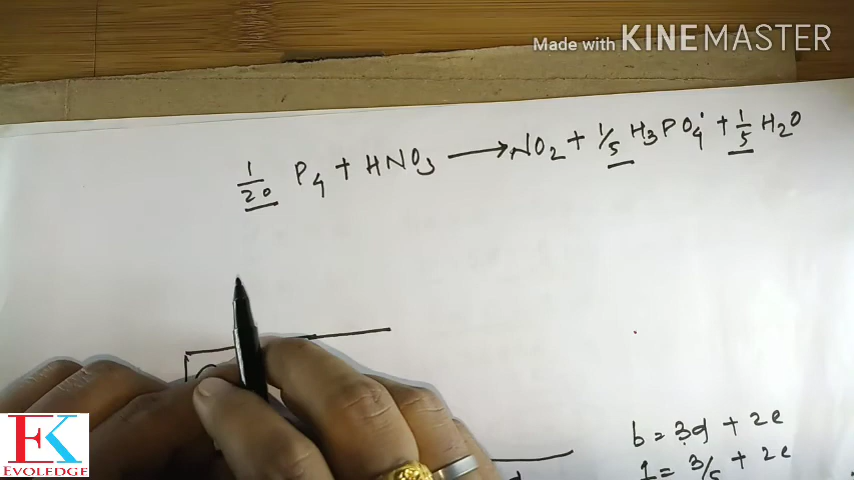 Made with KINEMASTER
1/20 P4 + HNO3 → NO2 + 1/5 H3PO4 + 1/5 H2O
b = 3d + 2e
1 = 3/5 + 2e
EK
EVOLEDGE